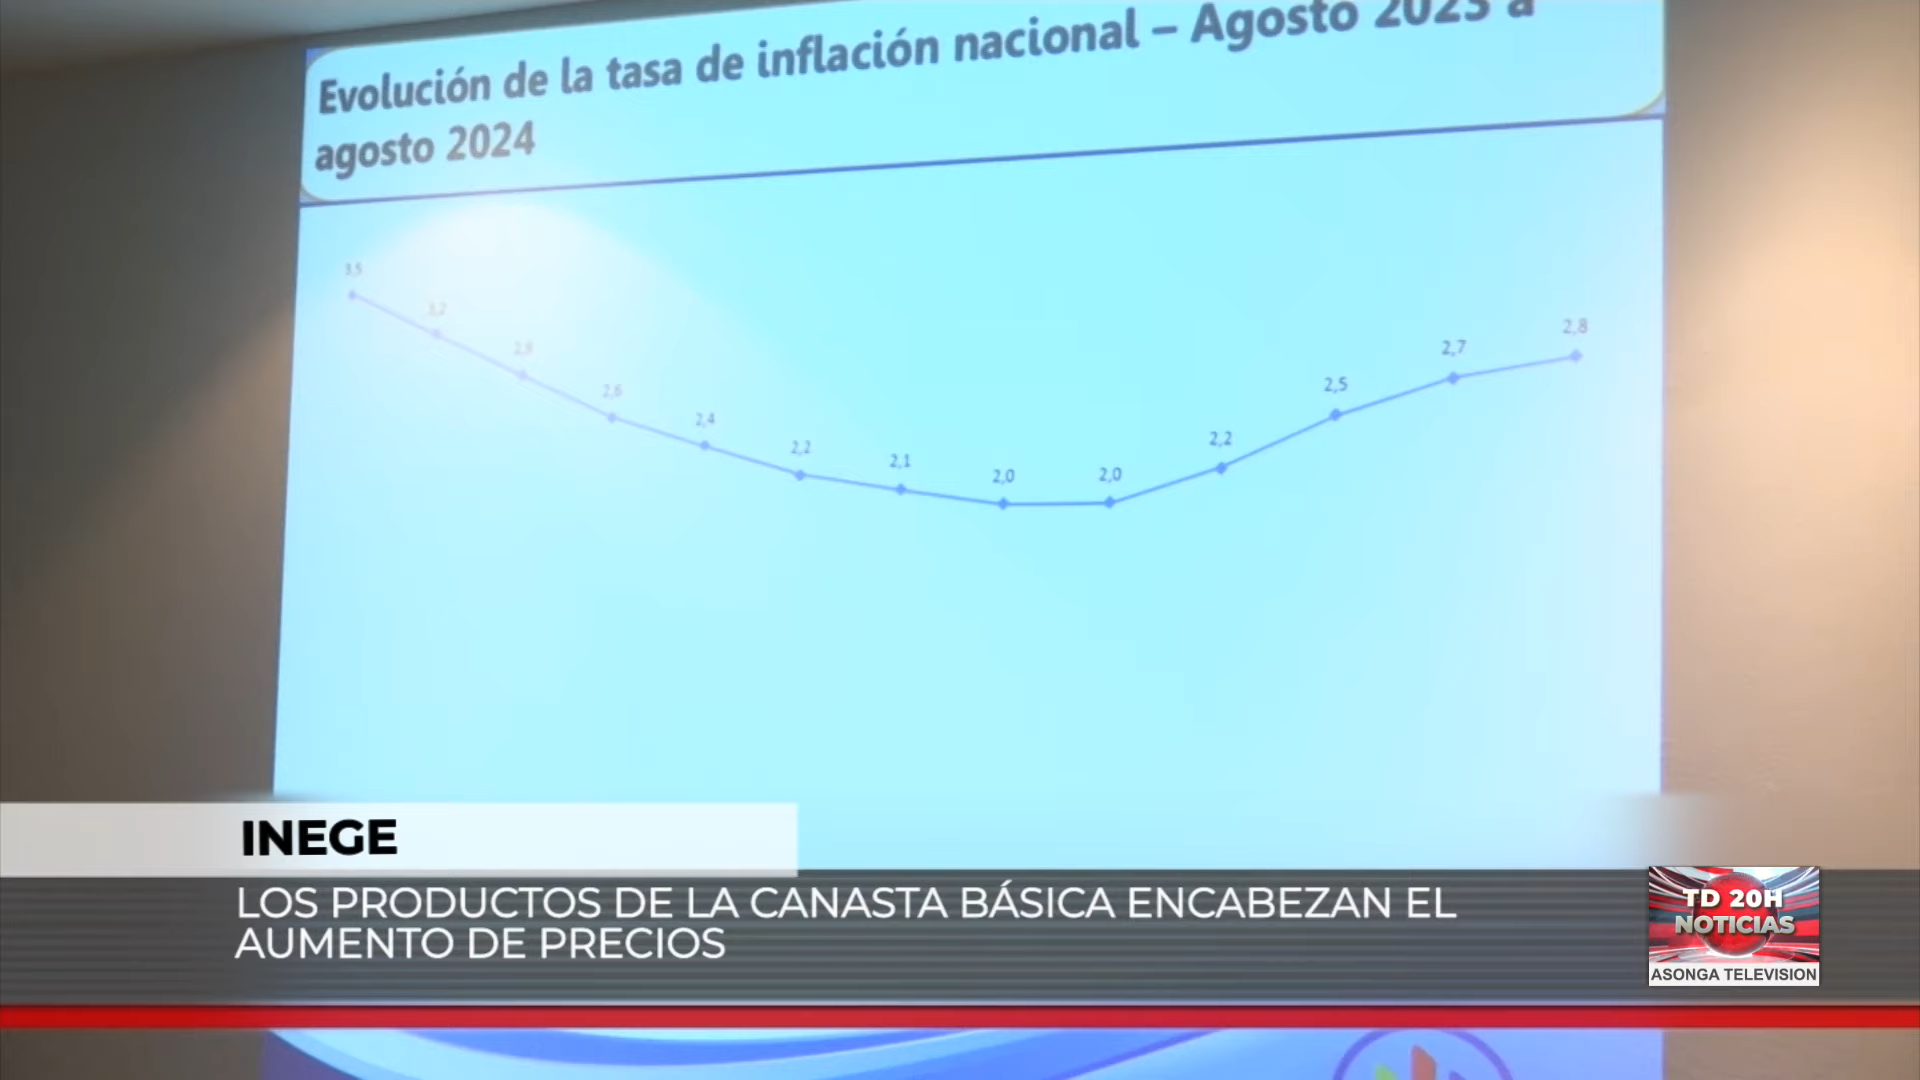 Evolución de la tasa de inflación nacional – Agosto 2023 a
agosto 2024
3,5
3,2
2,9
2,6
2,4
2,2
2,1
2,0
2,0
2,2
2,5
2,7
2,8
INEGE
LOS PRODUCTOS DE LA CANASTA BÁSICA ENCABEZAN EL
AUMENTO DE PRECIOS
TD 20H
NOTICIAS
ASONGA TELEVISION